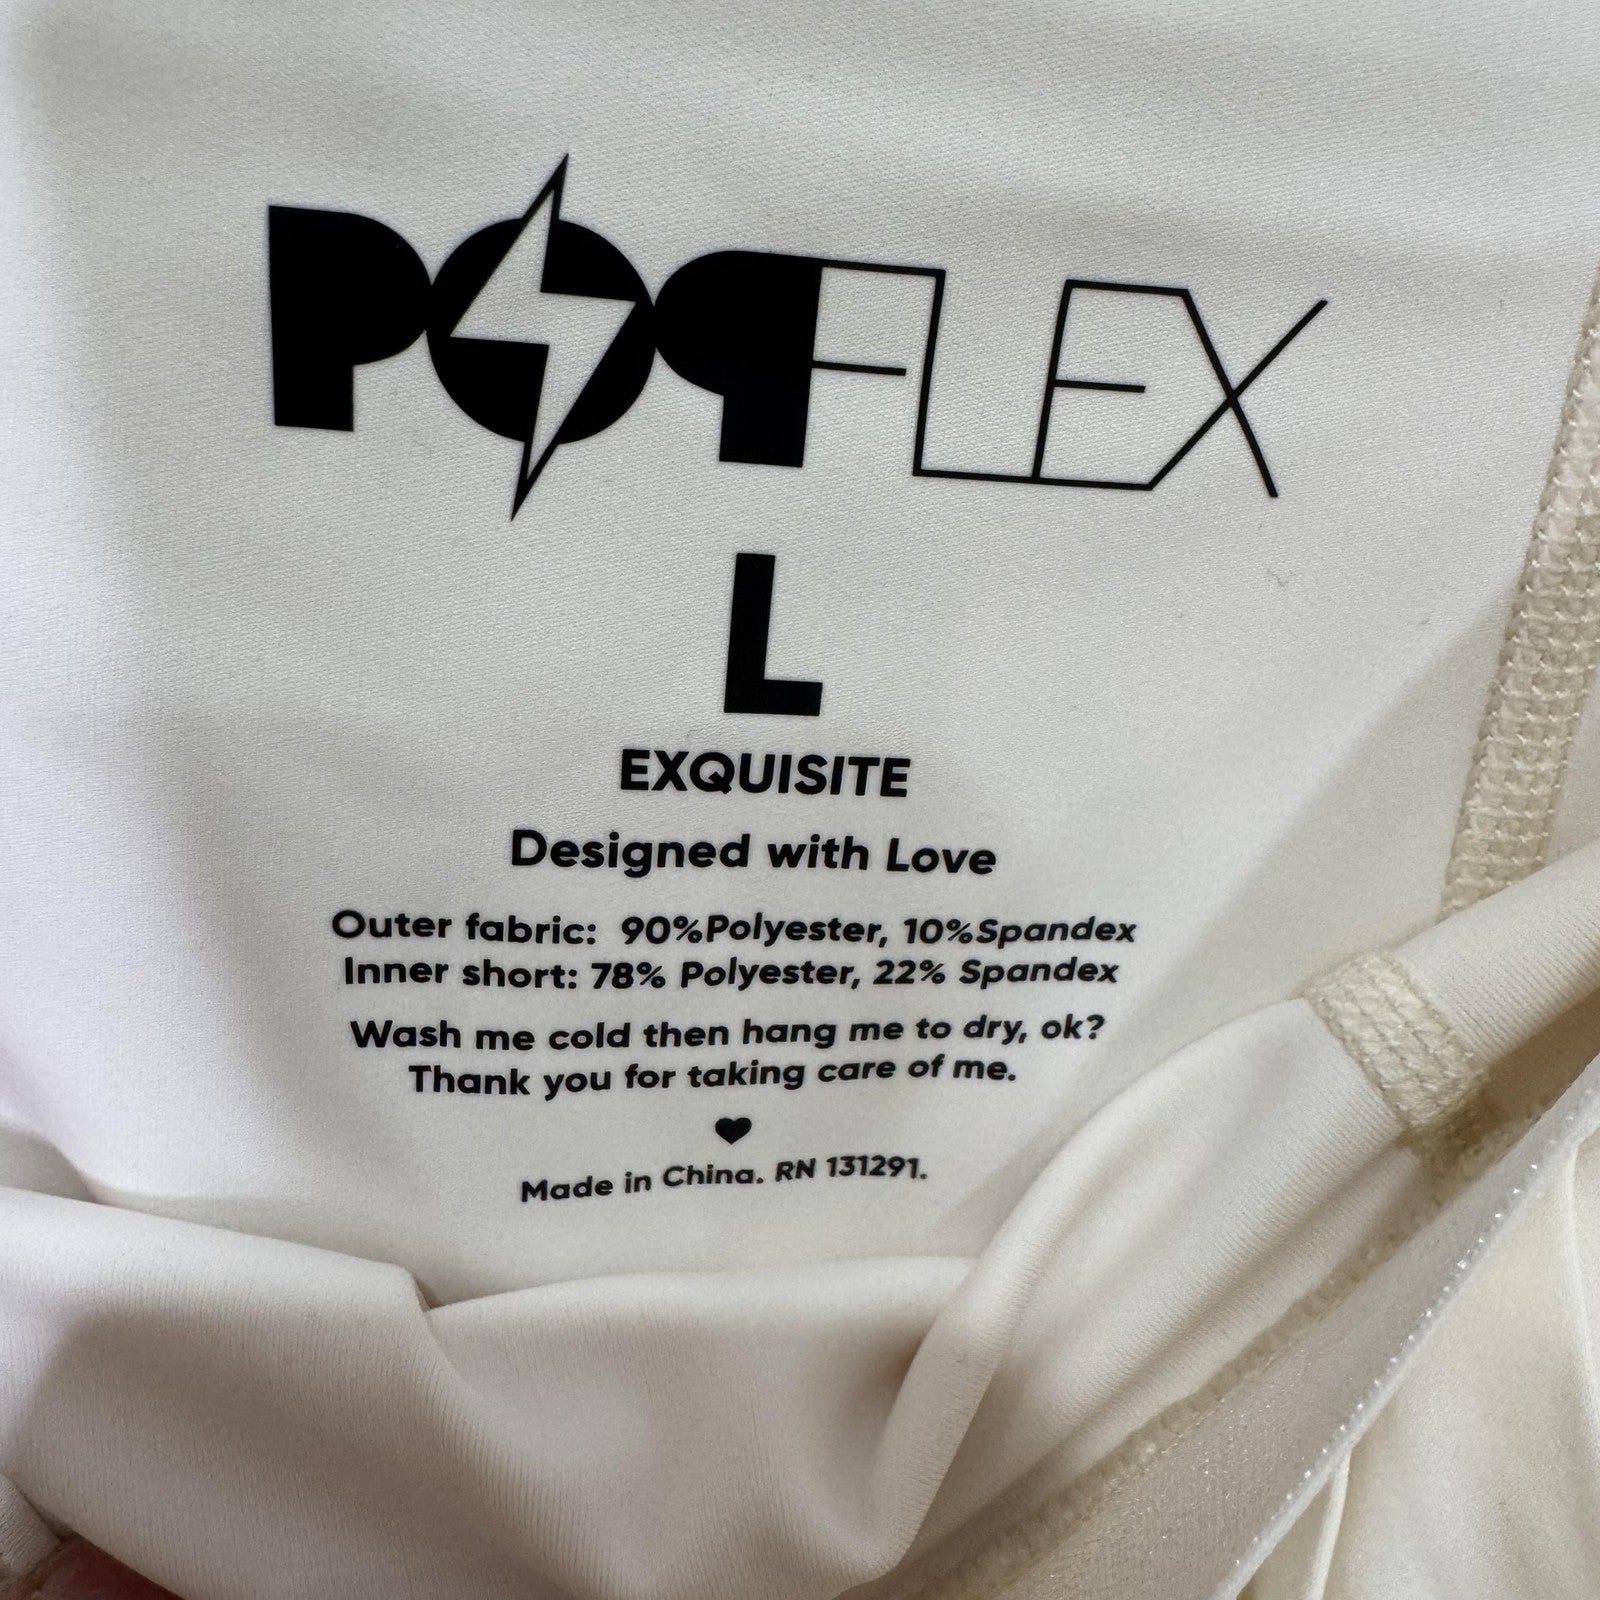 POPFLEX
L
EXQUISITE
Designed with Love
Outer fabric: 90%Polyester, 10%Spandex
Inner short: 78% Polyester, 22% Spandex
Wash me cold then hang me to dry, ok?
Thank you for taking care of me.
Made in China. RN 131291.